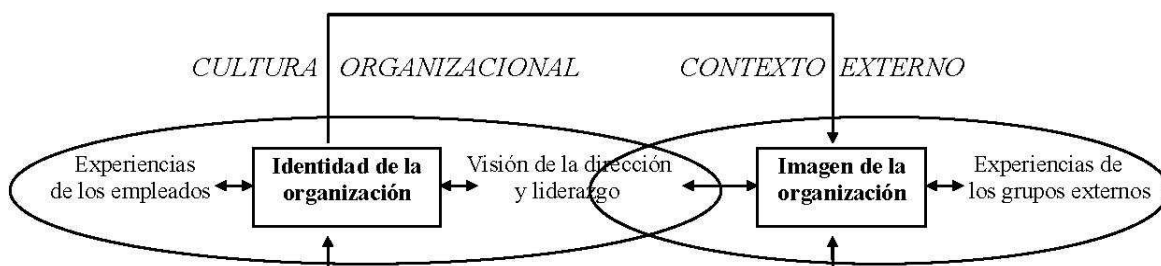 CULTURA ORGANIZACIONAL
CONTEXTO EXTERNO
Experiencias
de los empleados
Identidad de la
organización
Visión de la dirección
y liderazgo
Imagen de la
organización
Experiencias de
los grupos externos